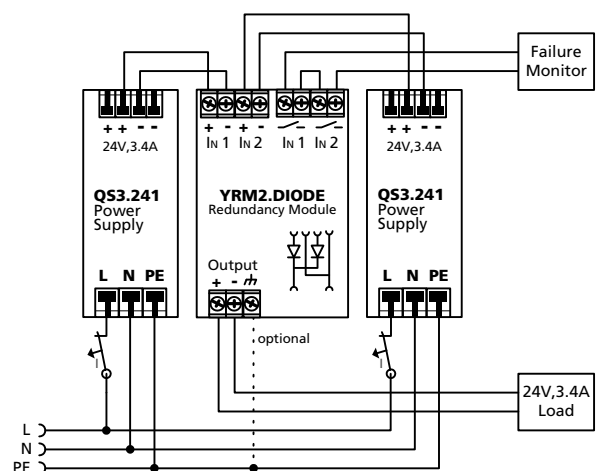 Failure
Monitor
+ + - -
24V,3.4A
QS3.241
Power
Supply
L N PE
+ - + -
IN 1 IN 2 IN 1 IN 2
YRM2.DIODE
Redundancy Module
Output
+ -
optional
+ + - -
24V,3.4A
QS3.241
Power
Supply
L N PE
I
I
24V,3.4A
Load
L
N
PE